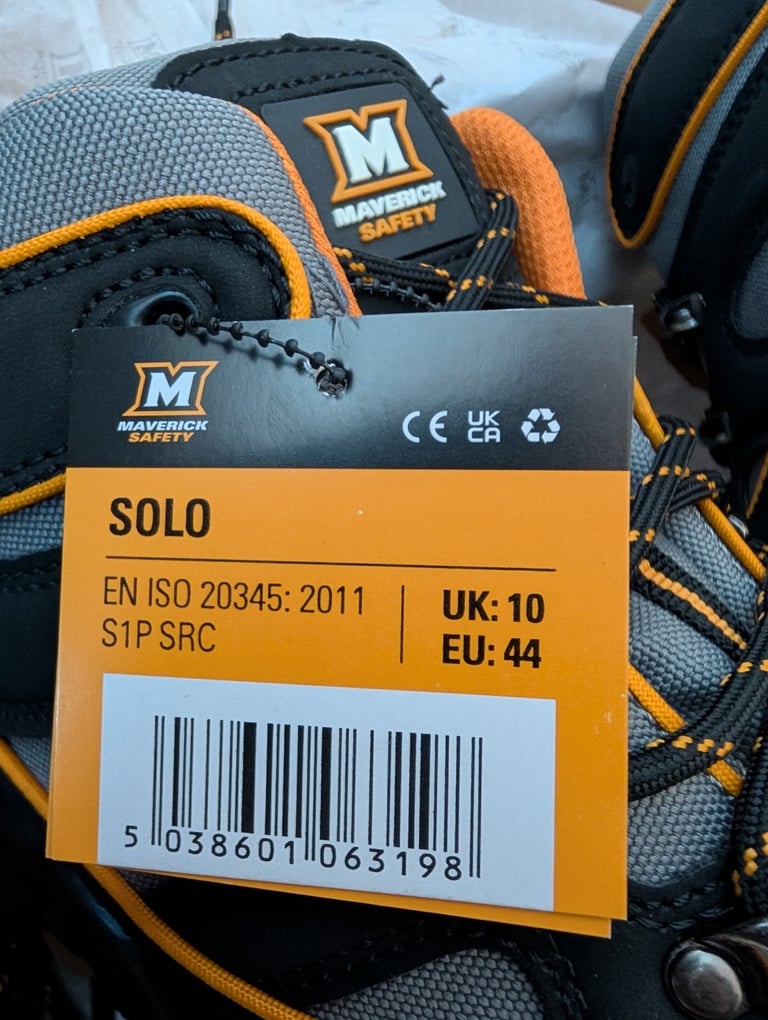 M
MAVERICK
SAFETY
M
MAVERICK
SAFETY
CE
UK
CA
SOLO
EN ISO 20345: 2011
S1P SRC
UK: 10
EU: 44
5 038601 063198